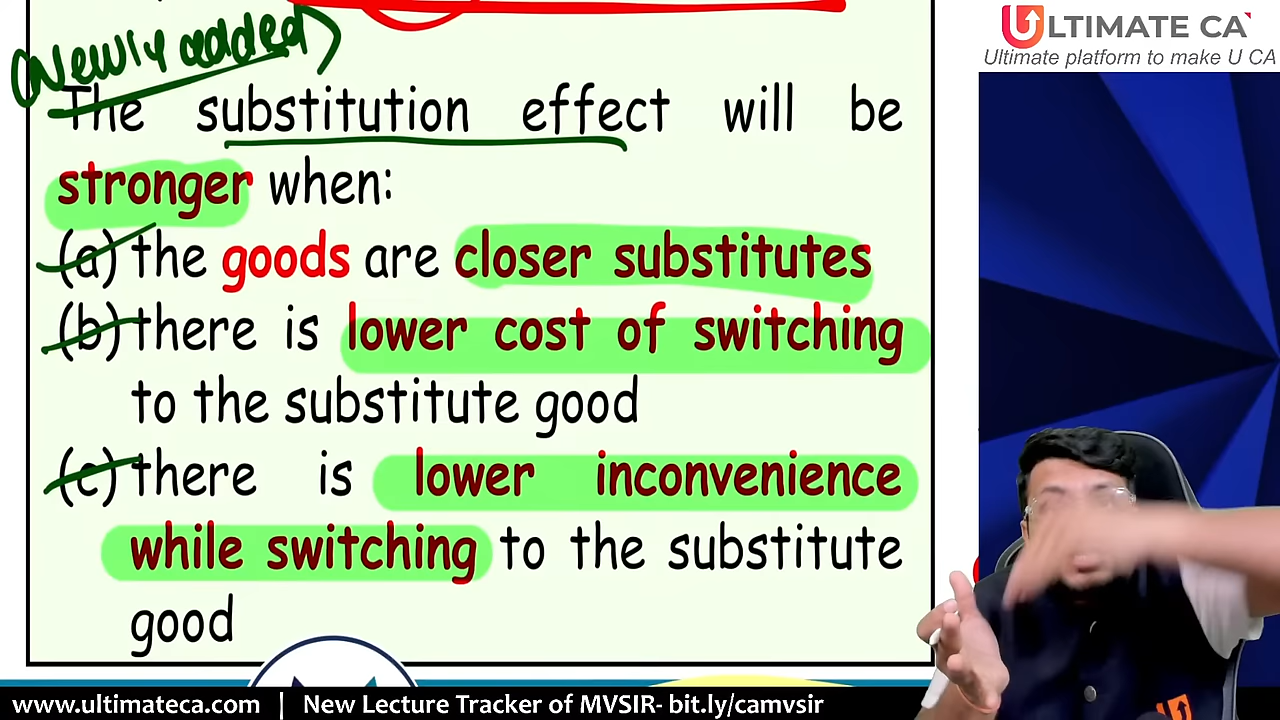 (Newly added)
The substitution effect will be
stronger when:
(a) the goods are closer substitutes
(b) there is lower cost of switching
to the substitute good
(c) there is lower inconvenience
while switching to the substitute
good
ULTIMATE CA
Ultimate platform to make U CA
www.ultimateca.com | New Lecture Tracker of MVSIR- bit.ly/camvsir